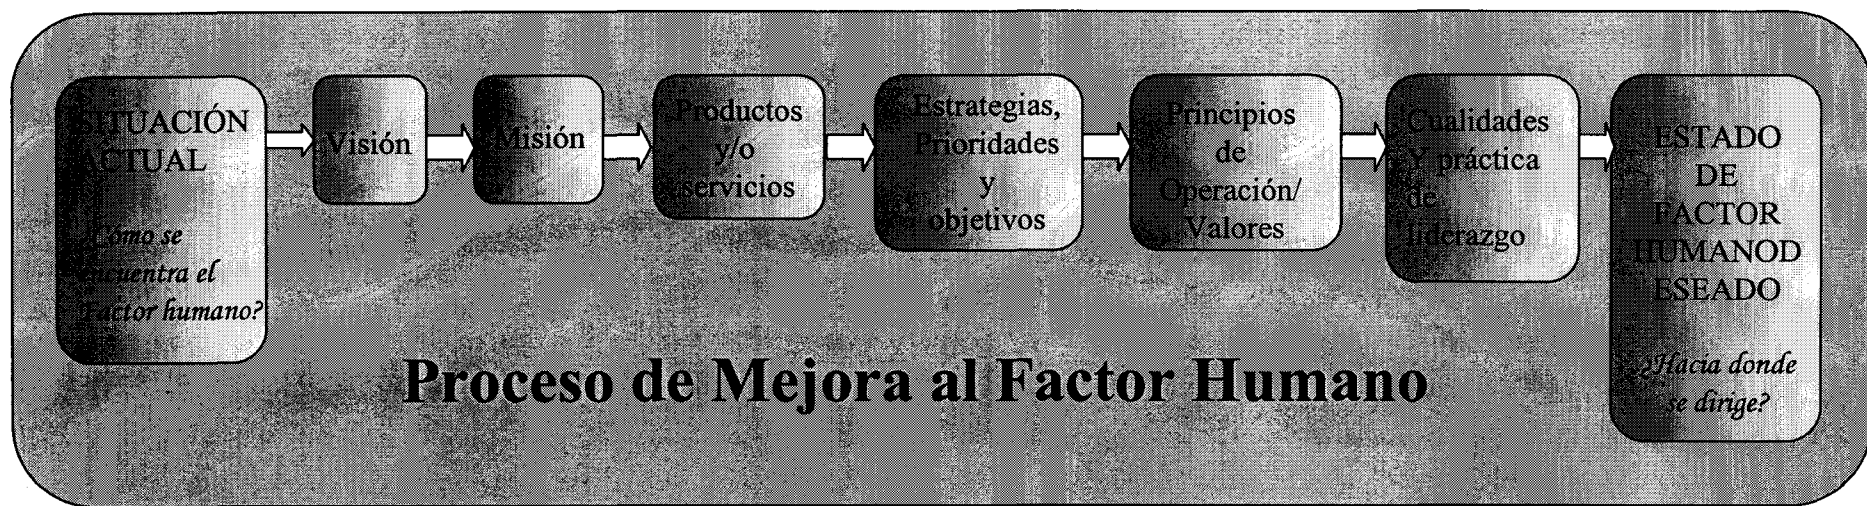 SITUACIÓN
ACTUAL
¿Cómo se
encuentra el
Factor humano?
Visión
Misión
Productos
y/o
servicios
Estrategias,
Prioridades
y
objetivos
Principios
de
Operación/
Valores
Cualidades
Y práctica
de
liderazgo
ESTADO
DE
FACTOR
HUMANOD
ESEADO
¿Hacia donde
se dirige?
Proceso de Mejora al Factor Humano